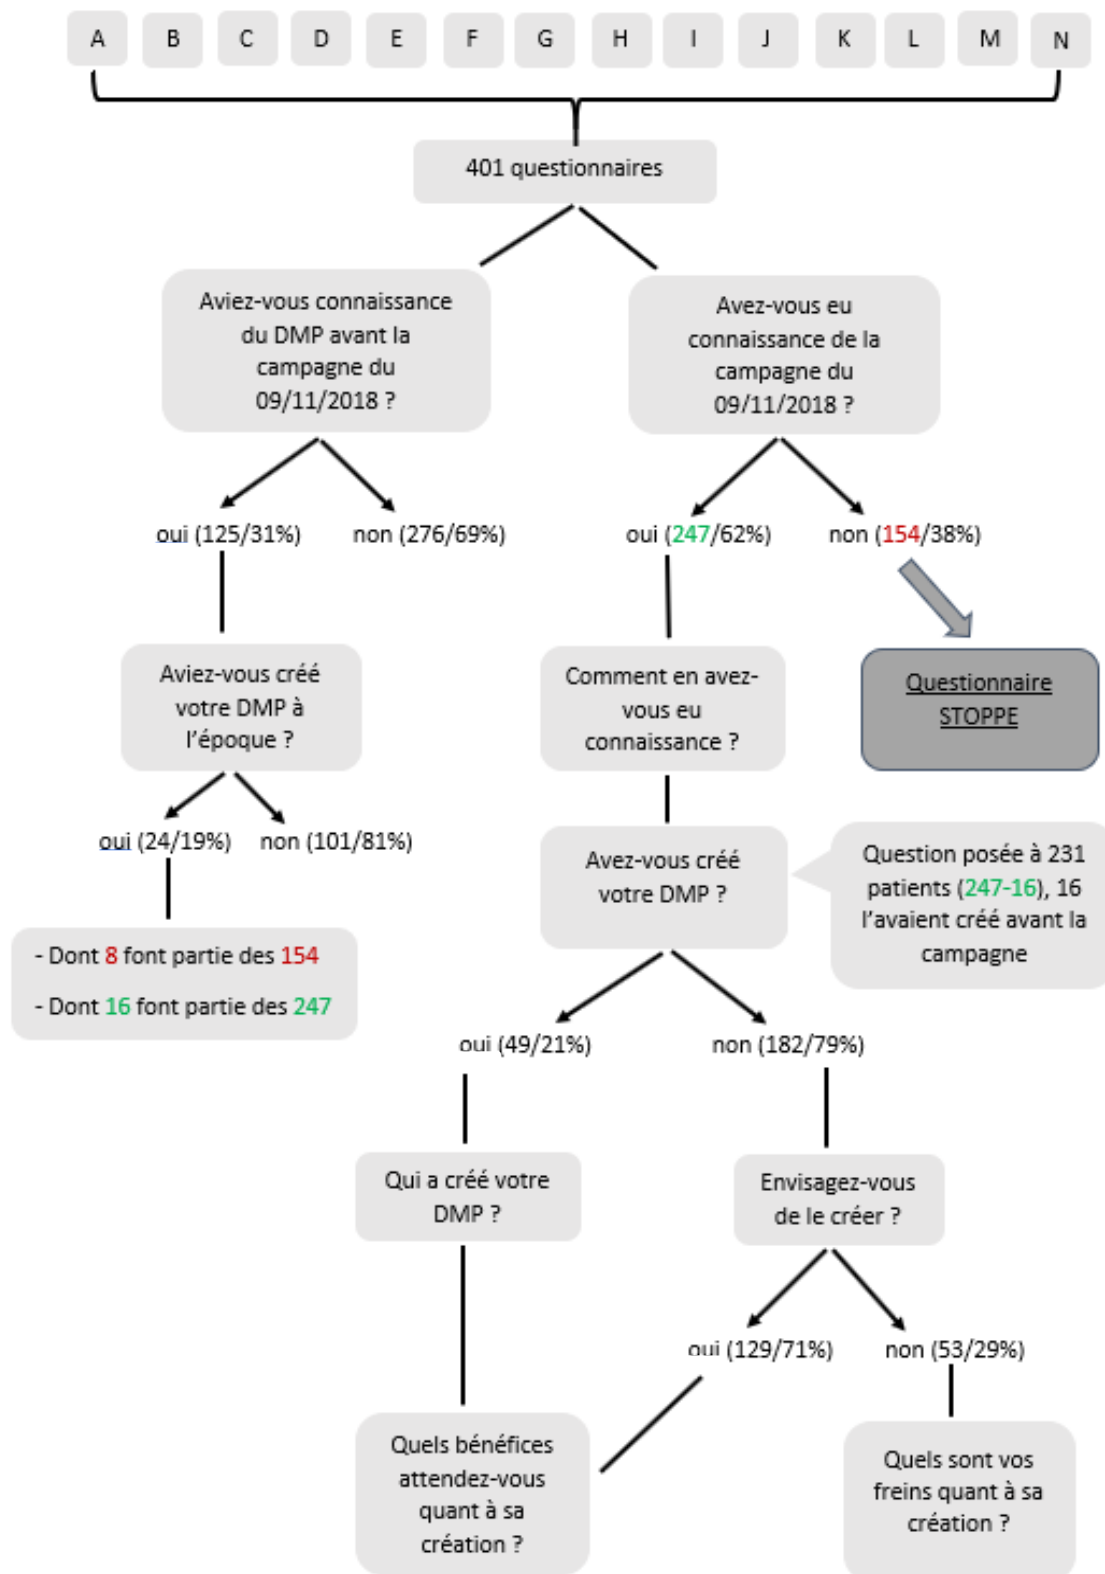 A B C D E F G H I J K L M N
401 questionnaires
Aviez-vous connaissance
du DMP avant la
campagne du
09/11/2018 ?
Avez-vous eu
connaissance de la
campagne du
09/11/2018 ?
oui (125/31%) non (276/69%)
oui (247/62%) non (154/38%)
Aviez-vous créé
votre DMP à
l'époque ?
Comment en avez-
vous eu
connaissance ?
Questionnaire
STOPPE
oui (24/19%) non (101/81%)
Avez-vous créé
votre DMP ?
Question posée à 231
patients (247-16), 16
l'avaient créé avant la
campagne
- Dont 8 font partie des 154
- Dont 16 font partie des 247
oui (49/21%) non (182/79%)
Qui a créé votre
DMP ?
Envisagez-vous
de le créer ?
oui (129/71%) non (53/29%)
Quels bénéfices
attendez-vous
quant à sa
création ?
Quels sont vos
freins quant à sa
création ?